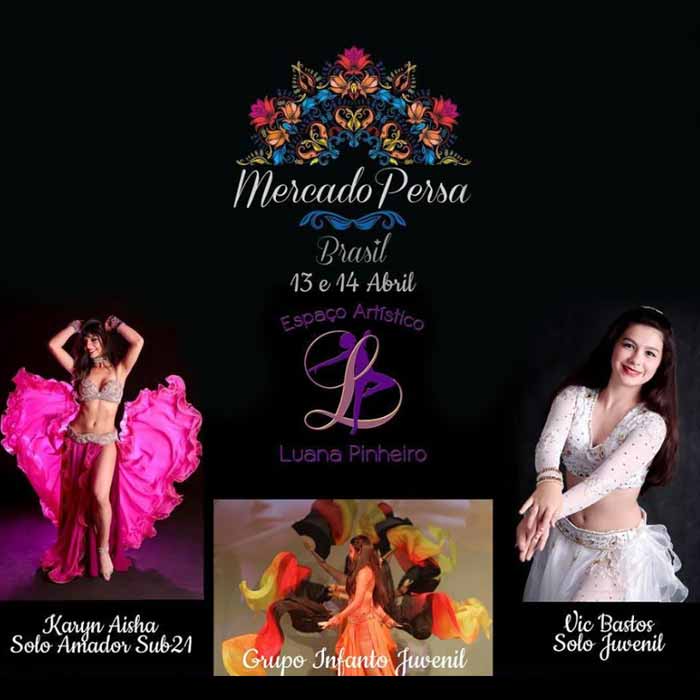 Mercado Persa
Brasil
13 e 14 Abril
Espaço Artístico
L
Luana Pinheiro
Karyn Aisha
Solo Amador Sub21
Grupo Infanto Juvenil
Vic Bastos
Solo Juvenil